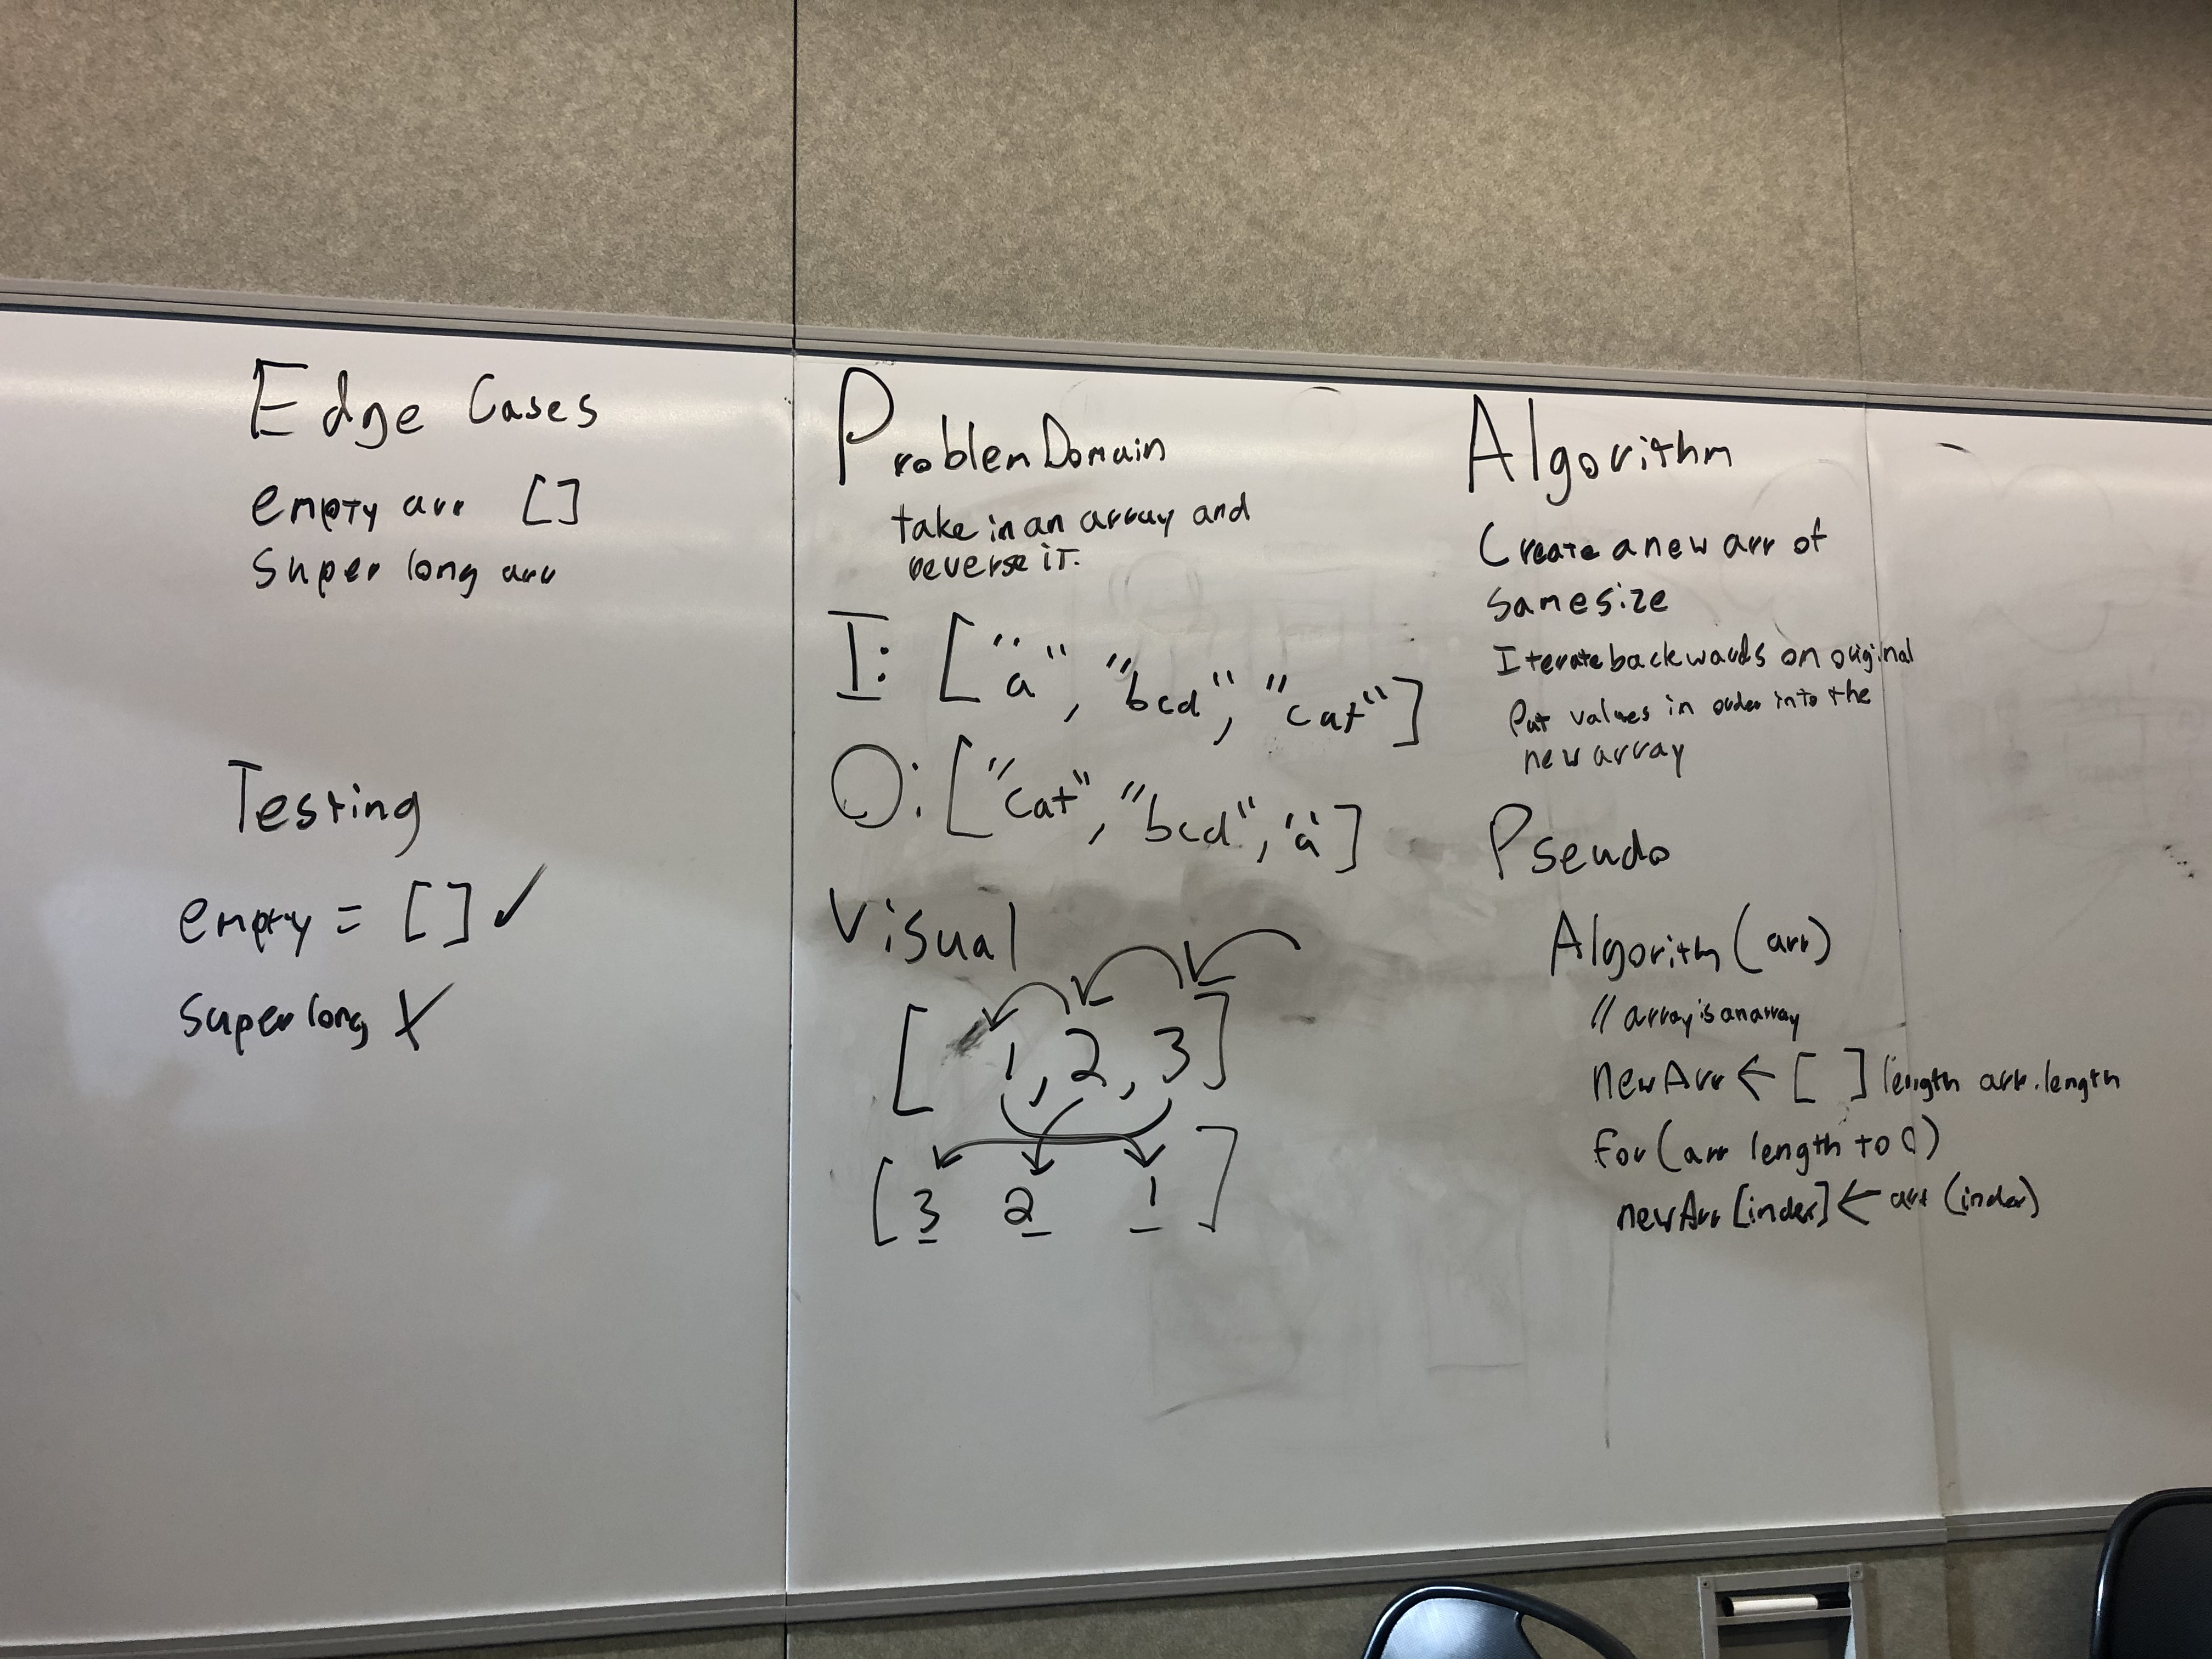 Edge Cases
empty arr []
Super long arr
Testing
empty = [] ✓
super long X
Problem Domain
take in an array and
reverse it.
I: ["a", "bcd", "cat"]
O: ["cat", "bcd", "a"]
Visual
[ 1, 2, 3 ]
[ 3 2 1 ]
Algorithm
Create a new arr of
same size
Iterate backwards on original
Put values in order into the
new array
Pseudo
Algorithm (arr)
// array is an array
newArr ← [ ] length arr.length
for (arr length to 0)
newArr [index] ← arr (index)